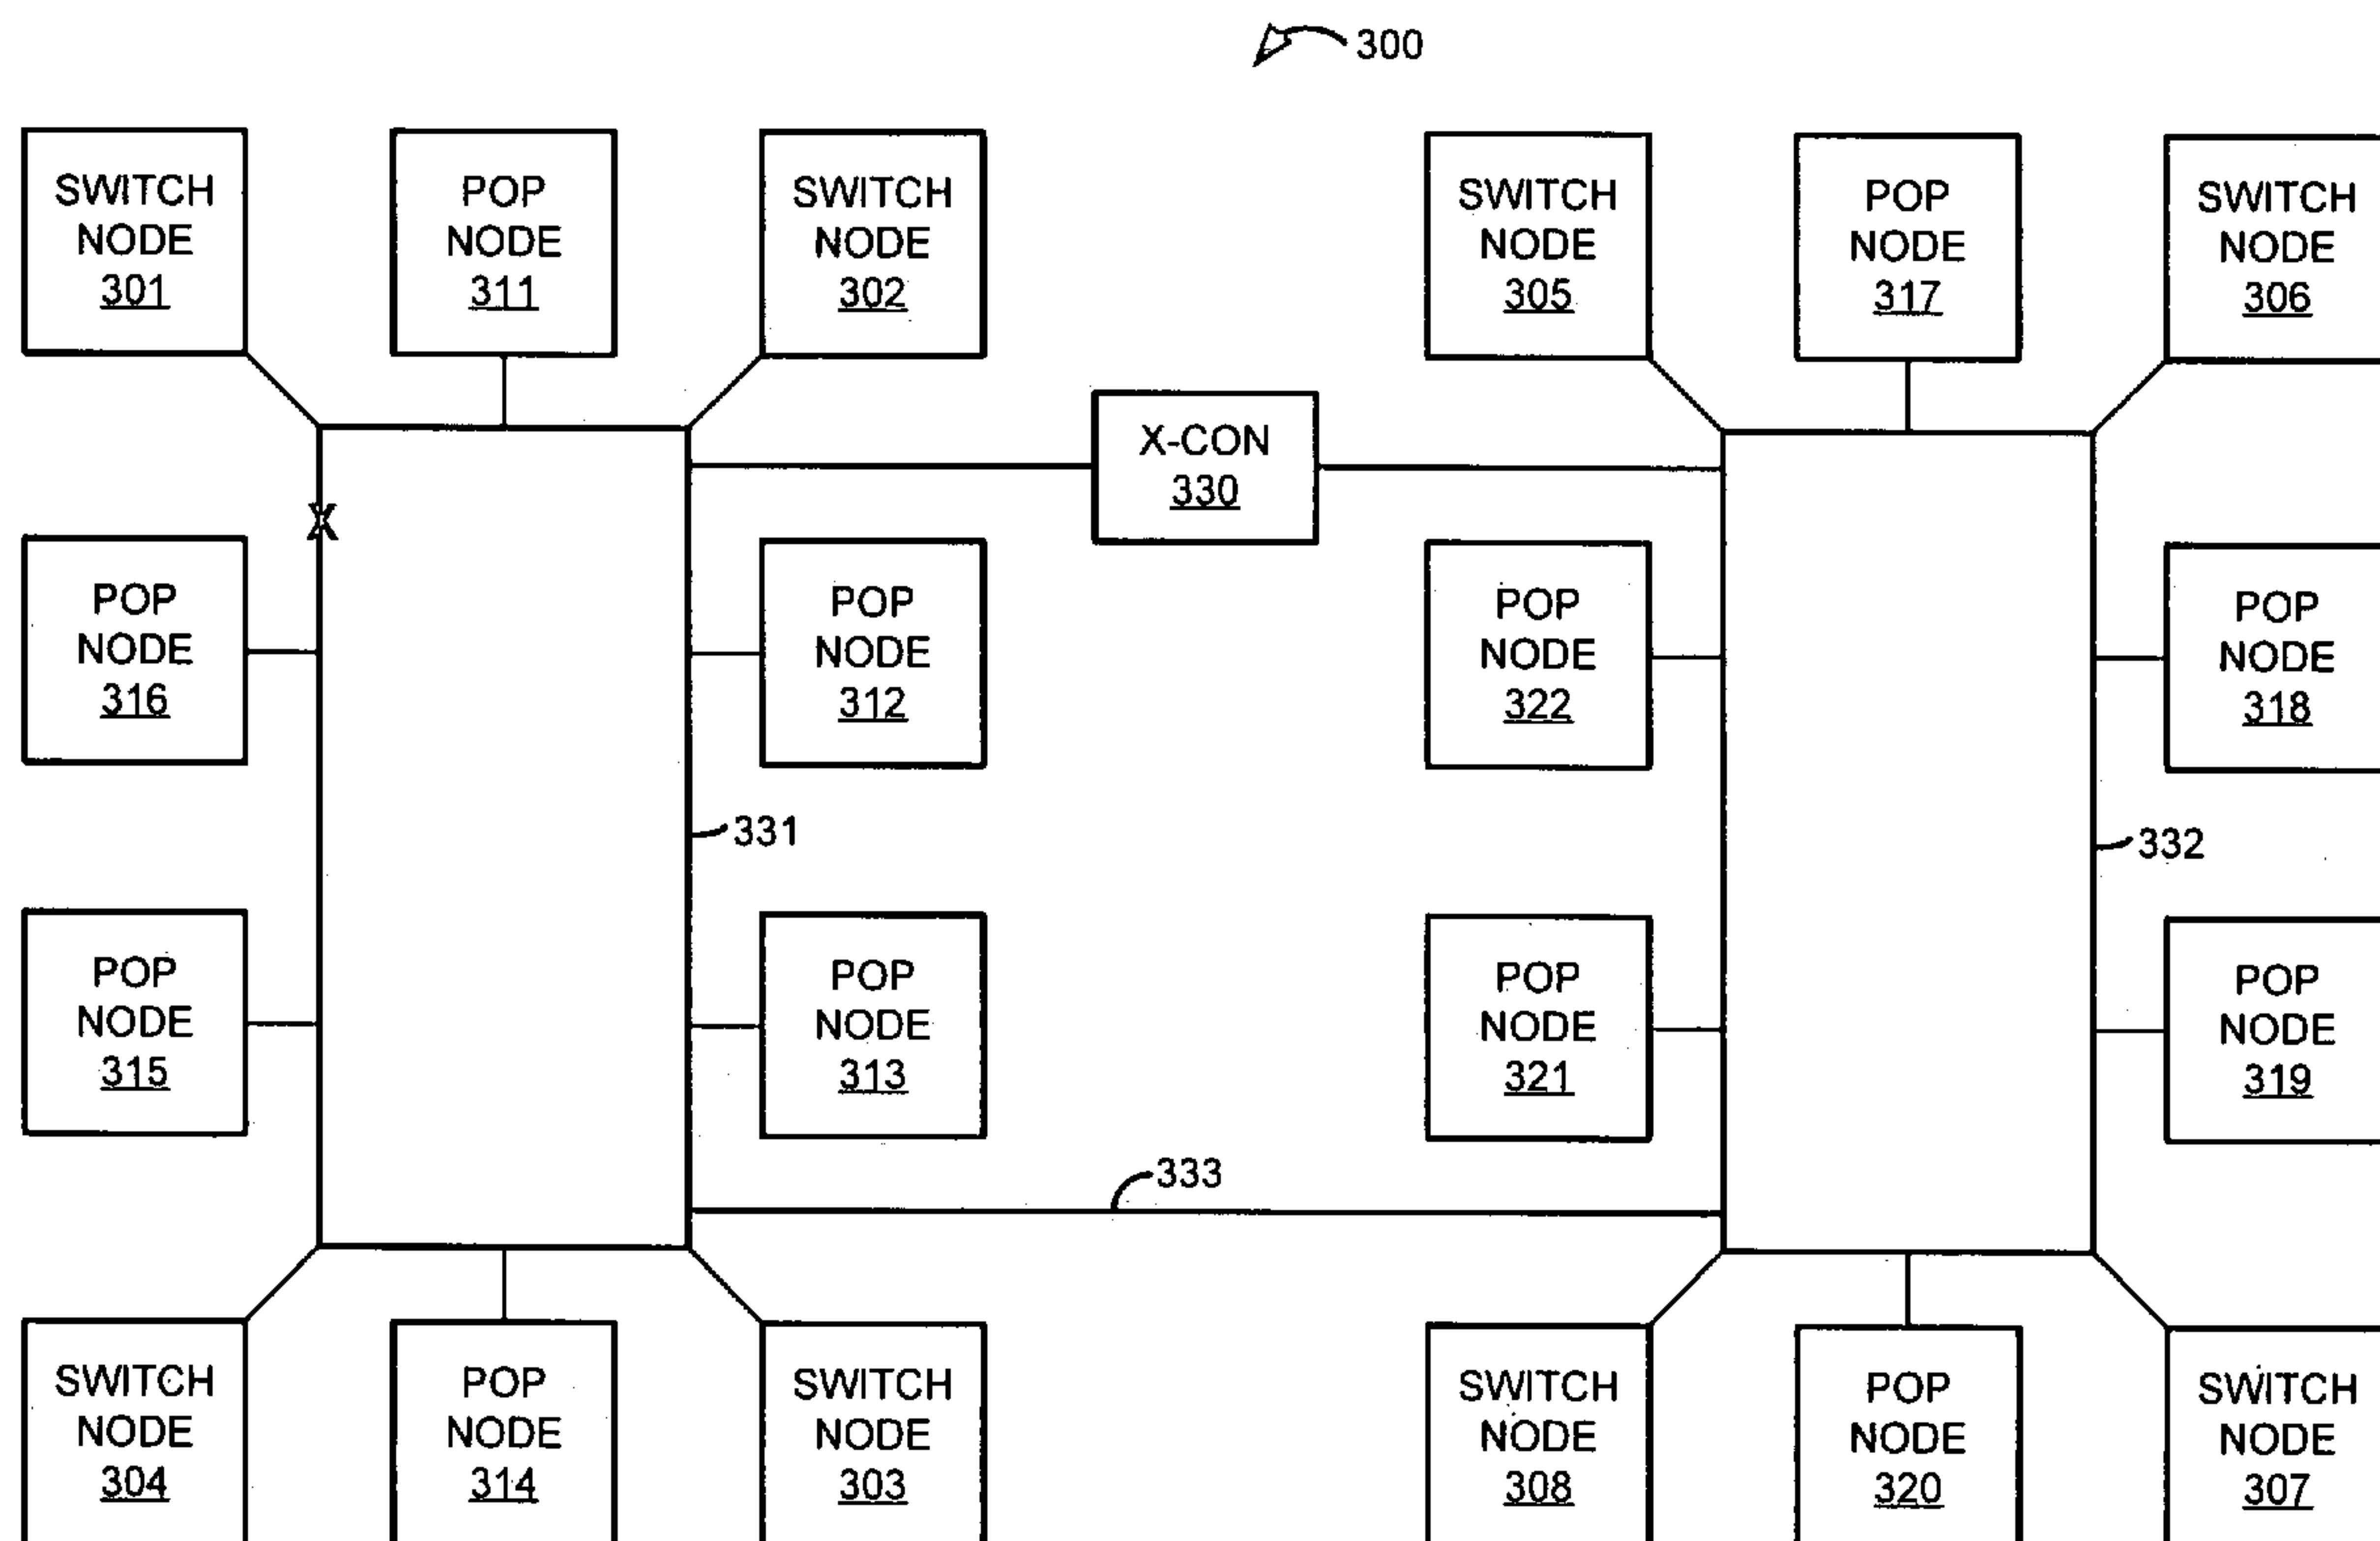 300
SWITCH
NODE
301
POP
NODE
311
SWITCH
NODE
302
SWITCH
NODE
305
POP
NODE
317
SWITCH
NODE
306
X-CON
330
X
POP
NODE
316
POP
NODE
312
POP
NODE
322
POP
NODE
318
331
332
POP
NODE
315
POP
NODE
313
POP
NODE
321
POP
NODE
319
333
SWITCH
NODE
304
POP
NODE
314
SWITCH
NODE
303
SWITCH
NODE
308
POP
NODE
320
SWITCH
NODE
307